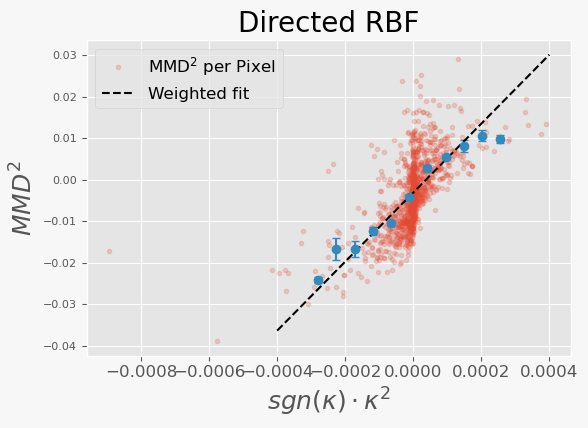 Directed RBF
MMD² per Pixel
Weighted fit
0.03
0.02
0.01
0.00
−0.01
−0.02
−0.03
−0.04
MMD²
−0.0008 −0.0006 −0.0004 −0.0002 0.0000 0.0002 0.0004
sgn(κ) · κ²